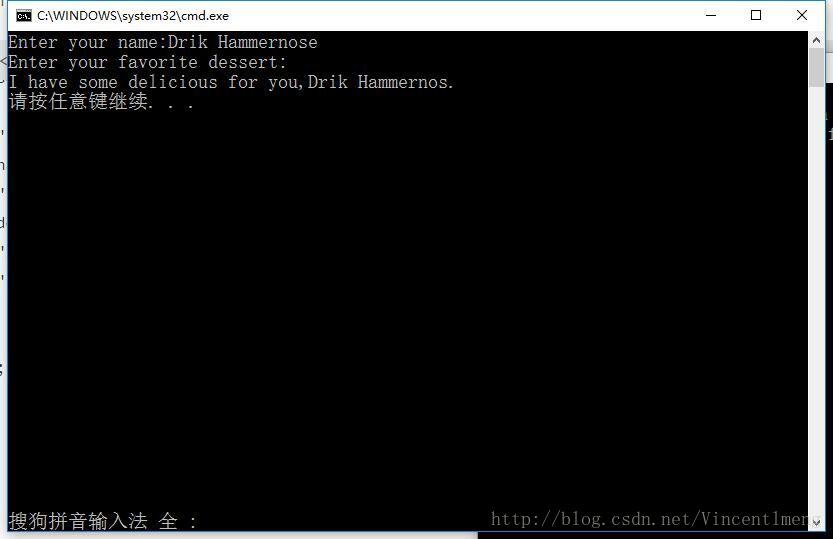 C:\WINDOWS\system32\cmd.exe
Enter your name:Drik Hammernose
Enter your favorite dessert:
I have some delicious for you,Drik Hammernos.
请按任意键继续. . .
搜狗拼音输入法 全 :
http://blog.csdn.net/Vincentlmeng